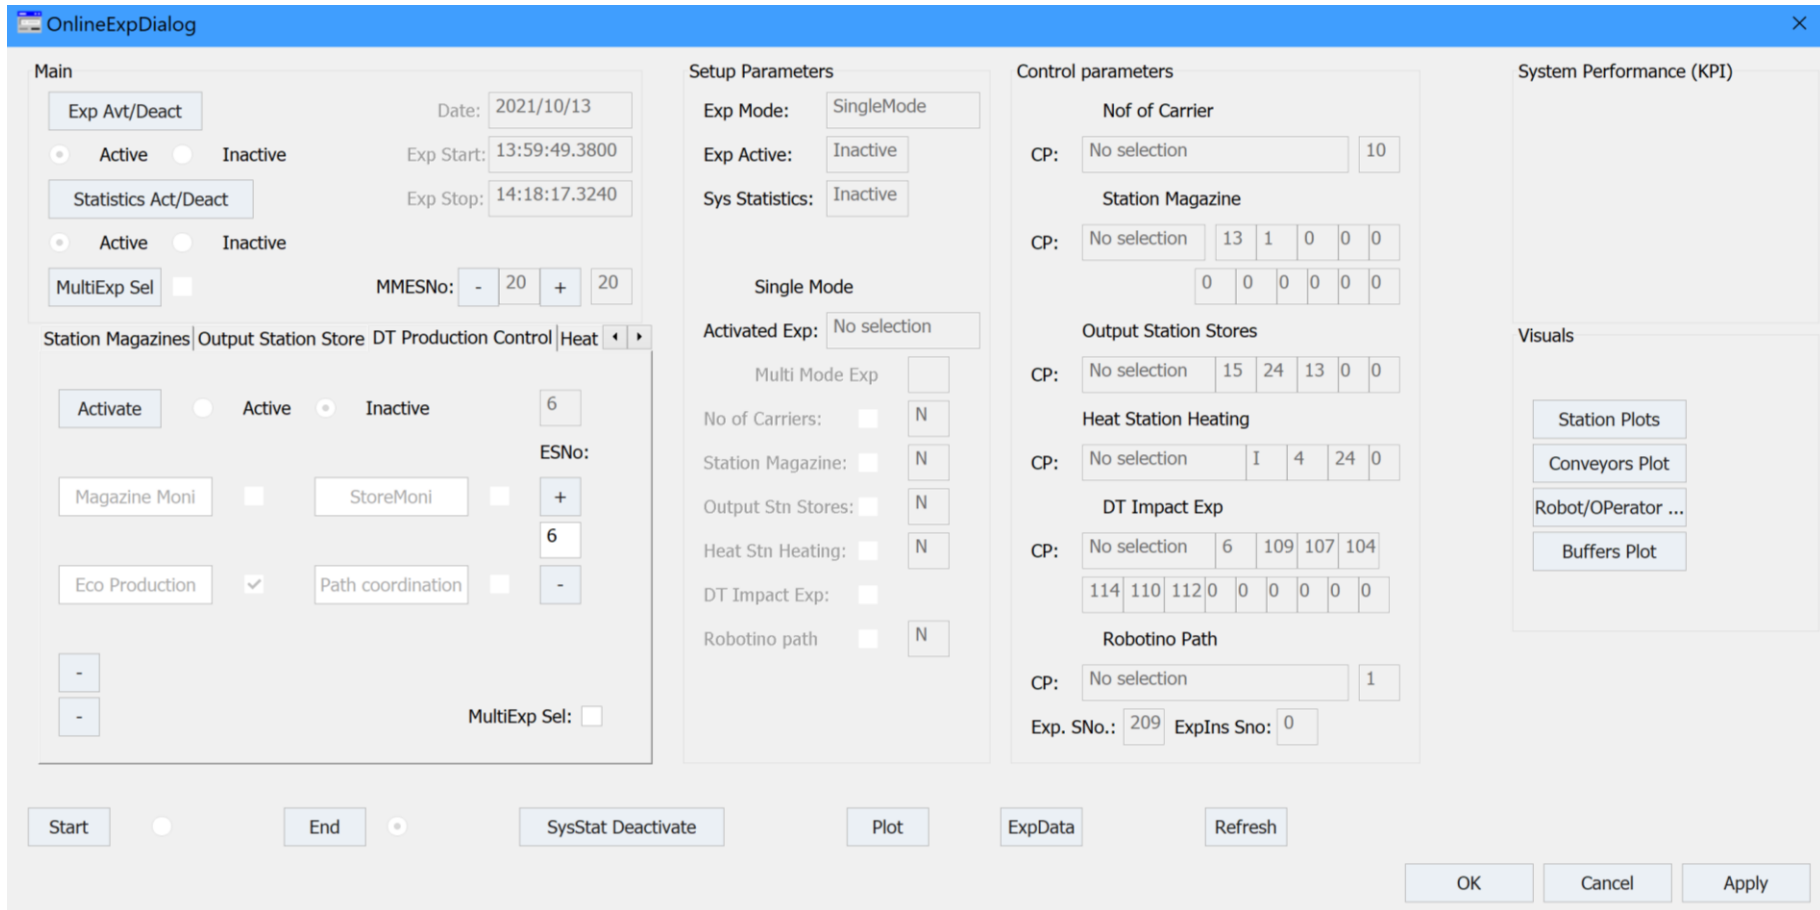 OnlineExpDialog
Main
Exp Avt/Deact
Date: 2021/10/13
Active Inactive
Exp Start: 13:59:49.3800
Statistics Act/Deact
Exp Stop: 14:18:17.3240
Active Inactive
MultiExp Sel
MMESNo: - 20 + 20
Station Magazines Output Station Store DT Production Control Heat
Activate Active Inactive 6
ESNo:
Magazine Moni StoreMoni +
6
Eco Production Path coordination -
-
-
MultiExp Sel:
Setup Parameters
Exp Mode: SingleMode
Exp Active: Inactive
Sys Statistics: Inactive
Single Mode
Activated Exp: No selection
Multi Mode Exp
No of Carriers: N
Station Magazine: N
Output Stn Stores: N
Heat Stn Heating: N
DT Impact Exp:
Robotino path N
Control parameters
Nof of Carrier
CP: No selection 10
Station Magazine
CP: No selection 13 1 0 0 0
0 0 0 0 0 0
Output Station Stores
CP: No selection 15 24 13 0 0
Heat Station Heating
CP: No selection I 4 24 0
DT Impact Exp
CP: No selection 6 109 107 104
114 110 112 0 0 0 0 0 0
Robotino Path
CP: No selection 1
Exp. SNo.: 209 ExpIns Sno: 0
System Performance (KPI)
Visuals
Station Plots
Conveyors Plot
Robot/OPerator ...
Buffers Plot
Start End SysStat Deactivate Plot ExpData Refresh
OK Cancel Apply